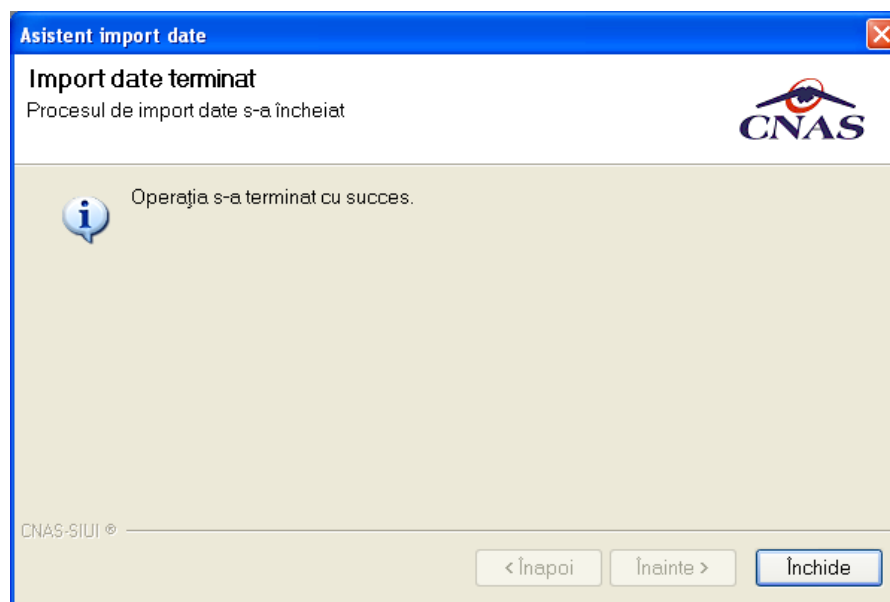 Asistent import date
Import date terminat
Procesul de import date s-a încheiat
CNAS
Operaţia s-a terminat cu succes.
CNAS-SIUI ®
< Înapoi
Înainte >
Închide